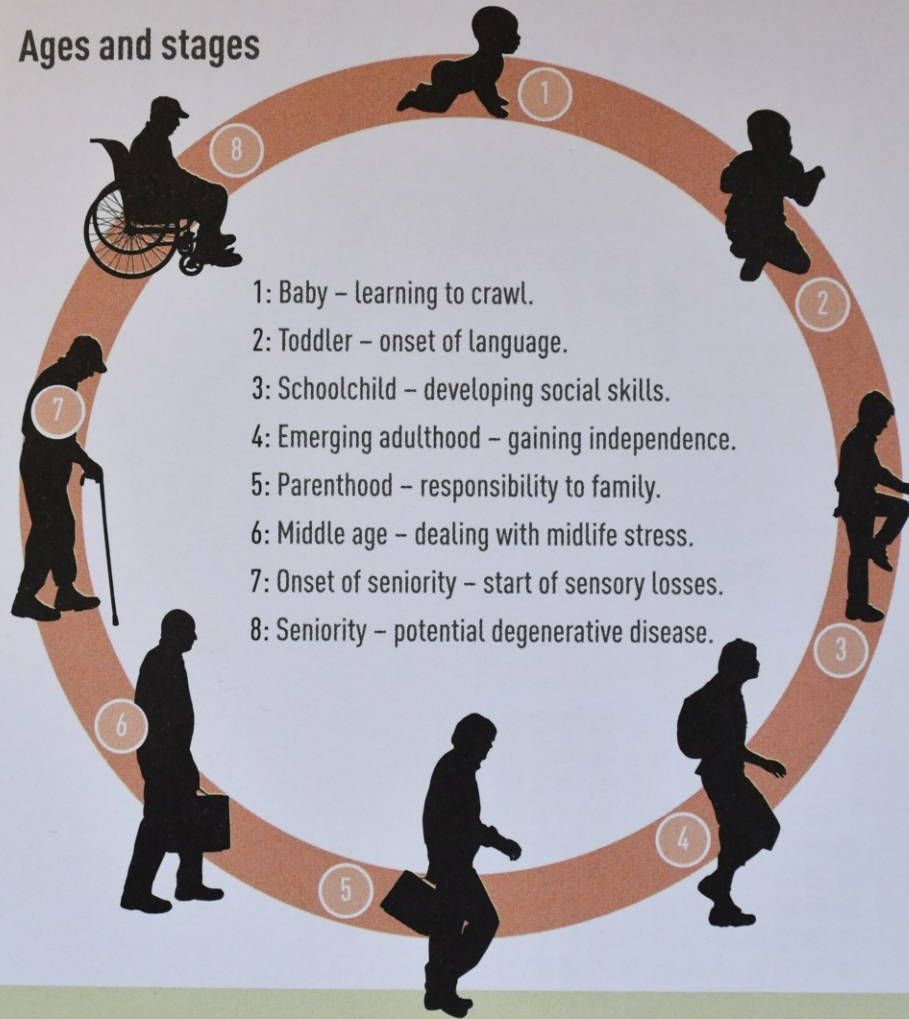 Ages and stages
1
2
3
4
5
6
7
8
1: Baby – learning to crawl.
2: Toddler – onset of language.
3: Schoolchild – developing social skills.
4: Emerging adulthood – gaining independence.
5: Parenthood – responsibility to family.
6: Middle age – dealing with midlife stress.
7: Onset of seniority – start of sensory losses.
8: Seniority – potential degenerative disease.